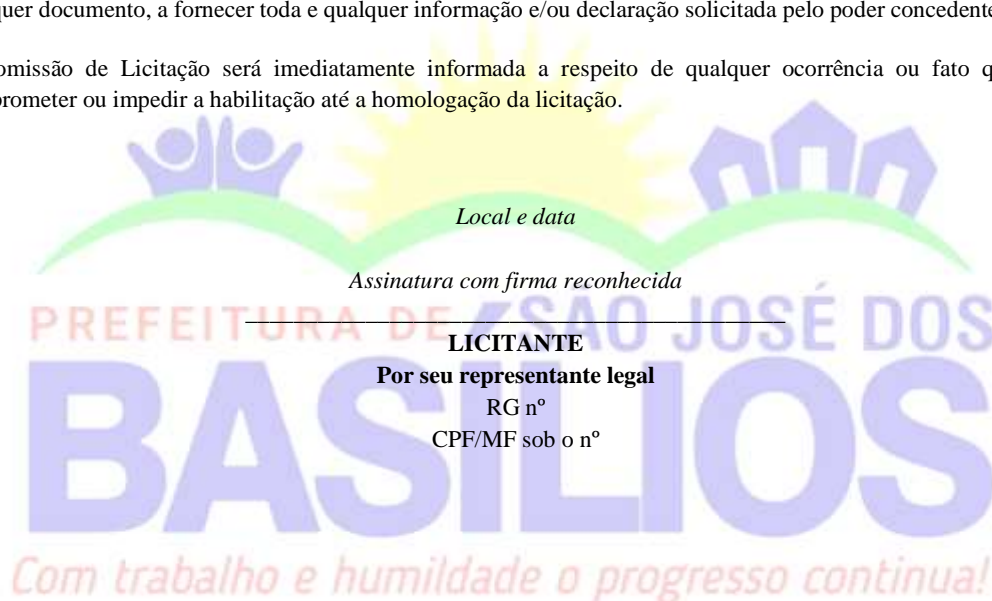 quer documento, a fornecer toda e qualquer informação e/ou declaração solicitada pelo poder concedente
omissão de Licitação será imediatamente informada a respeito de qualquer ocorrência ou fato q
prometer ou impedir a habilitação até a homologação da licitação.
Local e data
Assinatura com firma reconhecida
PREFEITURA DE SÃO JOSÉ DOS
LICITANTE
Por seu representante legal
RG nº
CPF/MF sob o nº
BASÍLIOS
Com trabalho e humildade o progresso continua!